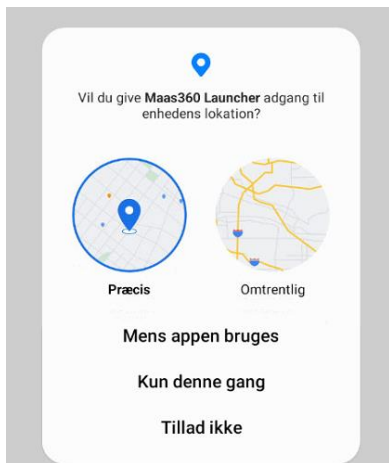 Vil du give Maas360 Launcher adgang til
enhedens lokation?
Præcis
Omtrentlig
Mens appen bruges
Kun denne gang
Tillad ikke